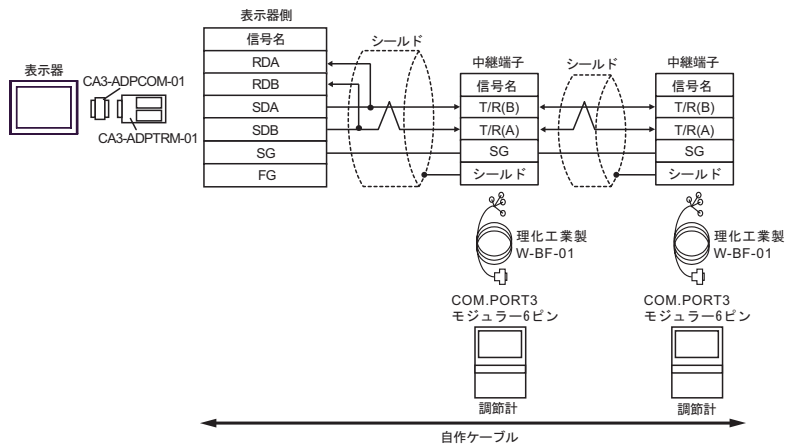 表示器
CA3-ADPCOM-01
CA3-ADPTRM-01
表示器側
信号名
RDA
RDB
SDA
SDB
SG
FG
シールド
中継端子
信号名
T/R(B)
T/R(A)
SG
シールド
シールド
中継端子
信号名
T/R(B)
T/R(A)
SG
シールド
理化工業製
W-BF-01
COM.PORT3
モジュラー6ピン
調節計
理化工業製
W-BF-01
COM.PORT3
モジュラー6ピン
調節計
自作ケーブル